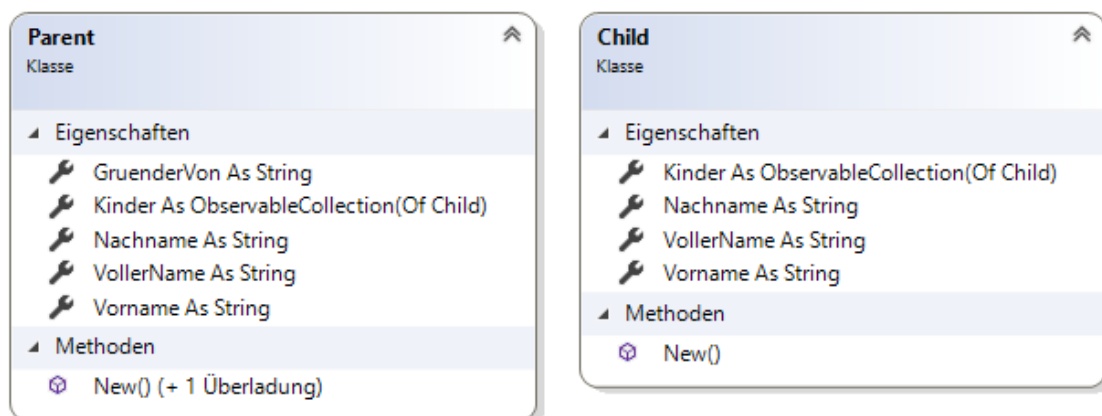 Parent
Klasse
Eigenschaften
GruenderVon As String
Kinder As ObservableCollection(Of Child)
Nachname As String
VollerName As String
Vorname As String
Methoden
New() (+ 1 Überladung)
Child
Klasse
Eigenschaften
Kinder As ObservableCollection(Of Child)
Nachname As String
VollerName As String
Vorname As String
Methoden
New()